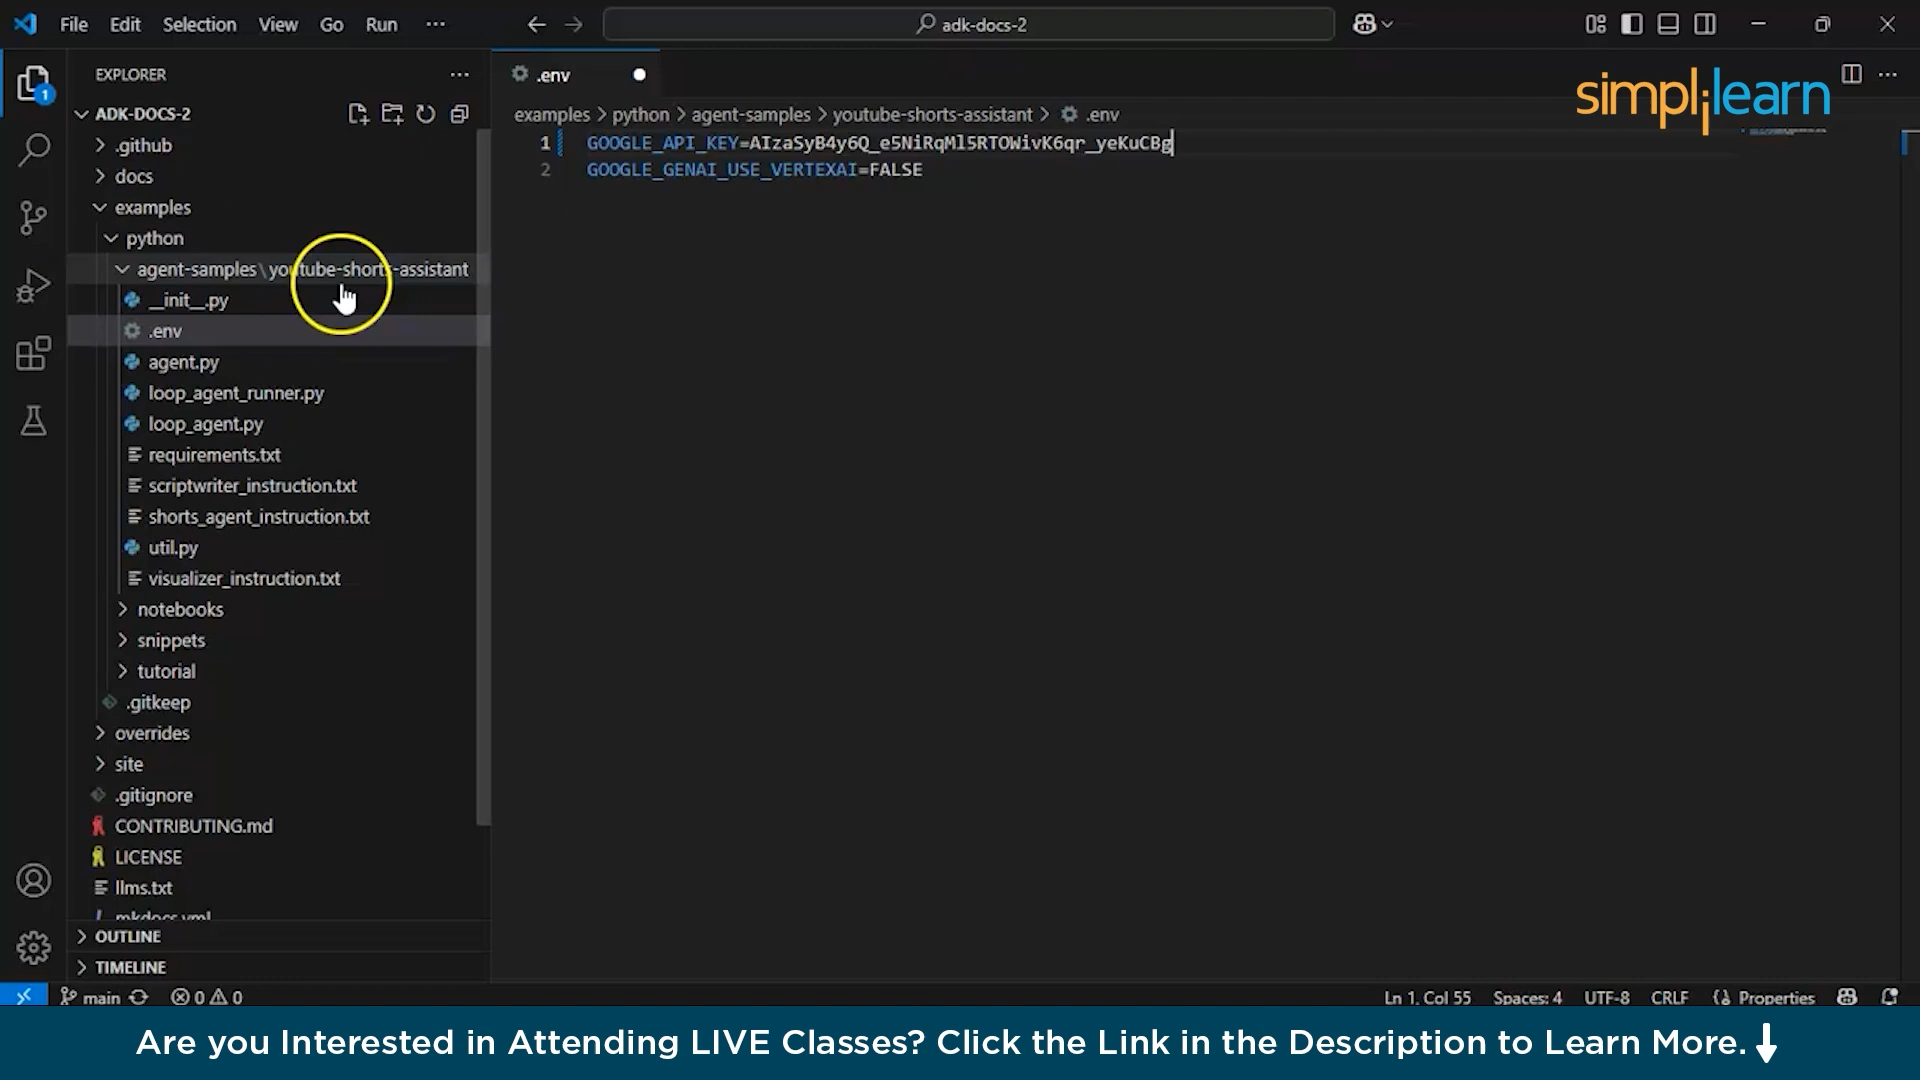 File Edit Selection View Go Run ···
adk-docs-2
EXPLORER
ADK-DOCS-2
.github
docs
examples
python
agent-samples\youtube-shorts-assistant
__init__.py
.env
agent.py
loop_agent_runner.py
loop_agent.py
requirements.txt
scriptwriter_instruction.txt
shorts_agent_instruction.txt
util.py
visualizer_instruction.txt
notebooks
snippets
tutorial
.gitkeep
overrides
site
.gitignore
CONTRIBUTING.md
LICENSE
llms.txt
mkdocs.yml
OUTLINE
TIMELINE
1
.env
examples > python > agent-samples > youtube-shorts-assistant > .env
1 GOOGLE_API_KEY=AIzaSyB4y6Q_e5NiRqMl5RTOWivK6qr_yeKuCBg
2 GOOGLE_GENAI_USE_VERTEXAI=FALSE
simplilearn
main 0 0
Ln 1, Col 55 Spaces: 4 UTF-8 CRLF Properties
Are you Interested in Attending LIVE Classes? Click the Link in the Description to Learn More.